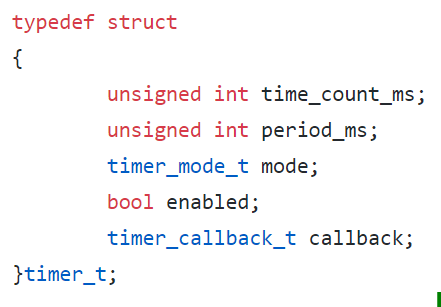 typedef struct
{
unsigned int time_count_ms;
unsigned int period_ms;
timer_mode_t mode;
bool enabled;
timer_callback_t callback;
}timer_t;